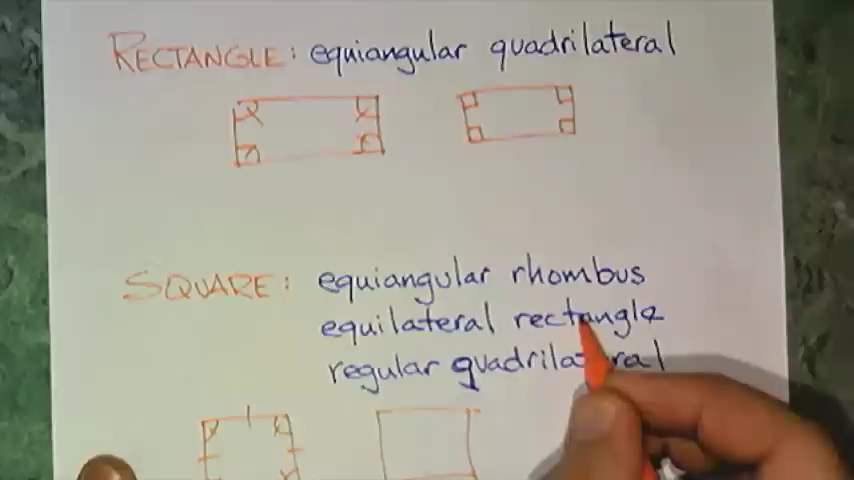 RECTANGLE: equiangular quadrilateral
SQUARE: equiangular rhombus
equilateral rectangle
regular quadrilateral